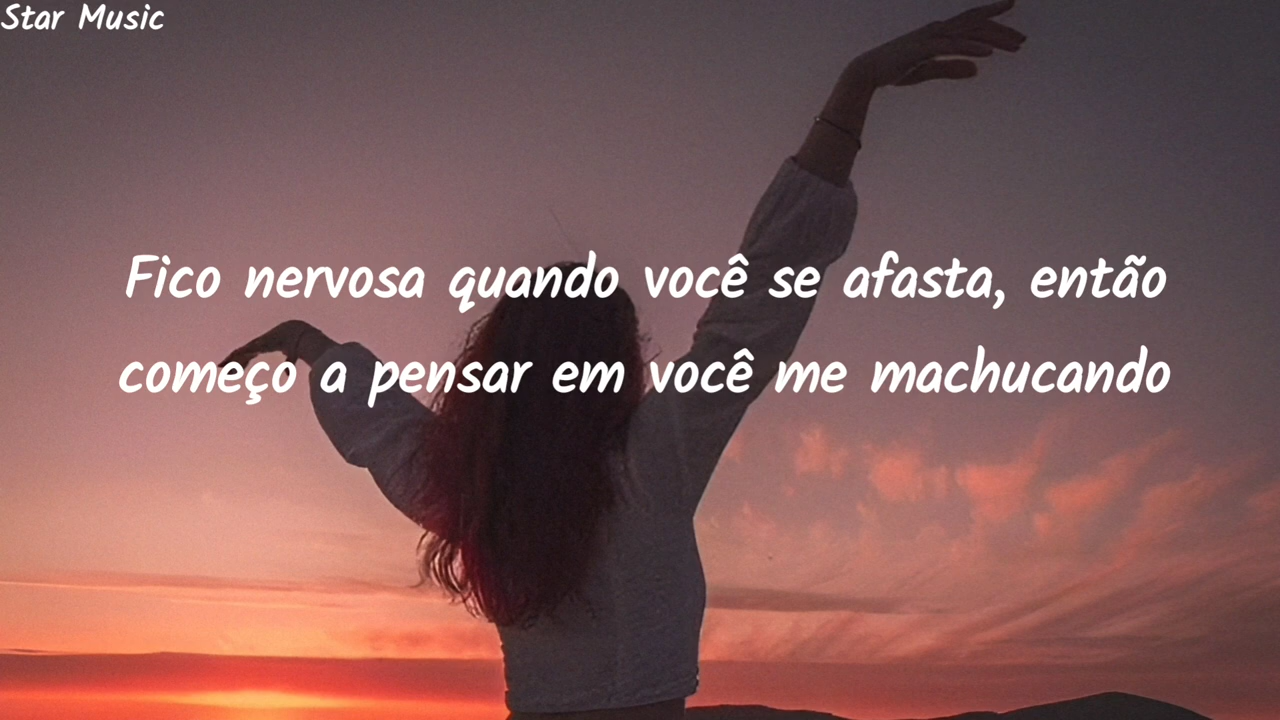 Star Music
Fico nervosa quando você se afasta, então
começo a pensar em você me machucando